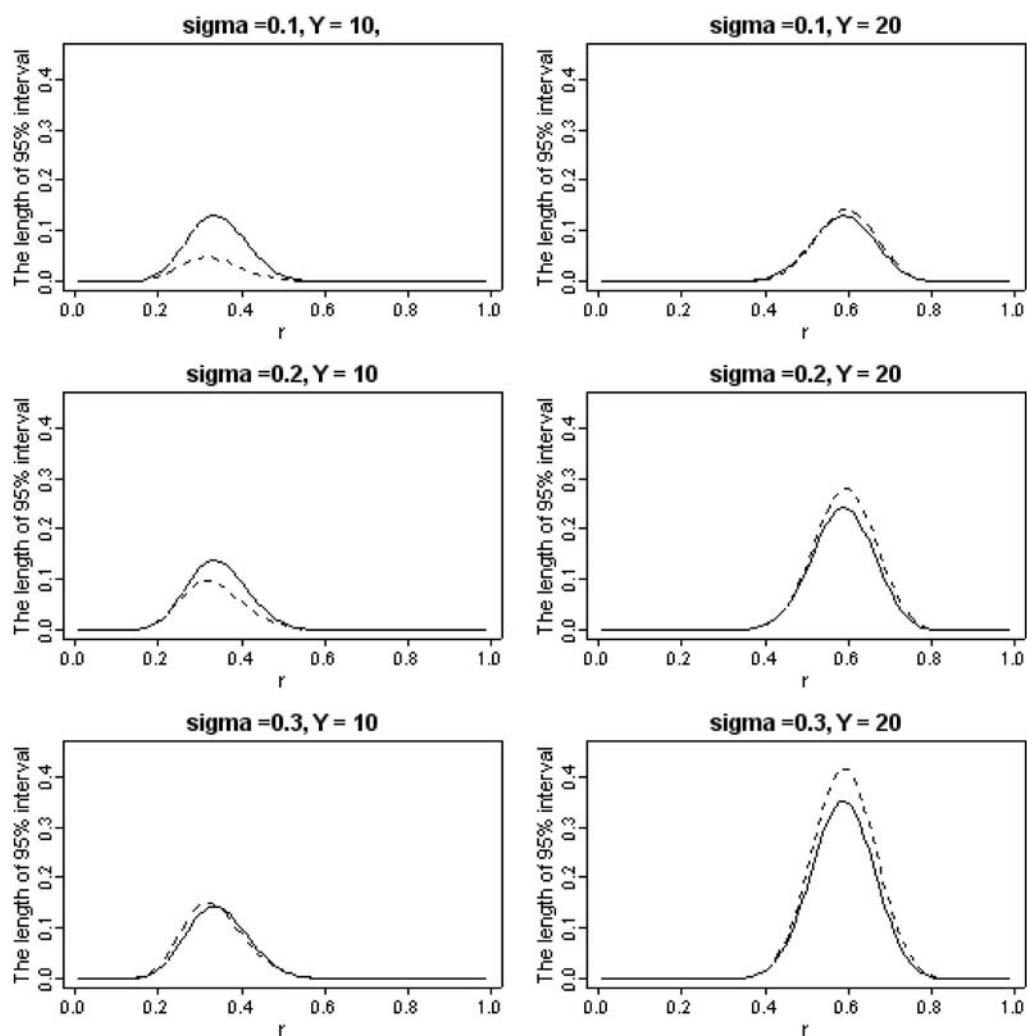 sigma =0.1, Y = 10,
The length of 95% interval
0.0 0.1 0.2 0.3 0.4
0.0 0.2 0.4 0.6 0.8 1.0
r
sigma =0.1, Y = 20
The length of 95% interval
0.0 0.1 0.2 0.3 0.4
0.0 0.2 0.4 0.6 0.8 1.0
r
sigma =0.2, Y = 10
The length of 95% interval
0.0 0.1 0.2 0.3 0.4
0.0 0.2 0.4 0.6 0.8 1.0
r
sigma =0.2, Y = 20
The length of 95% interval
0.0 0.1 0.2 0.3 0.4
0.0 0.2 0.4 0.6 0.8 1.0
r
sigma =0.3, Y = 10
The length of 95% interval
0.0 0.1 0.2 0.3 0.4
0.0 0.2 0.4 0.6 0.8 1.0
r
sigma =0.3, Y = 20
The length of 95% interval
0.0 0.1 0.2 0.3 0.4
0.0 0.2 0.4 0.6 0.8 1.0
r